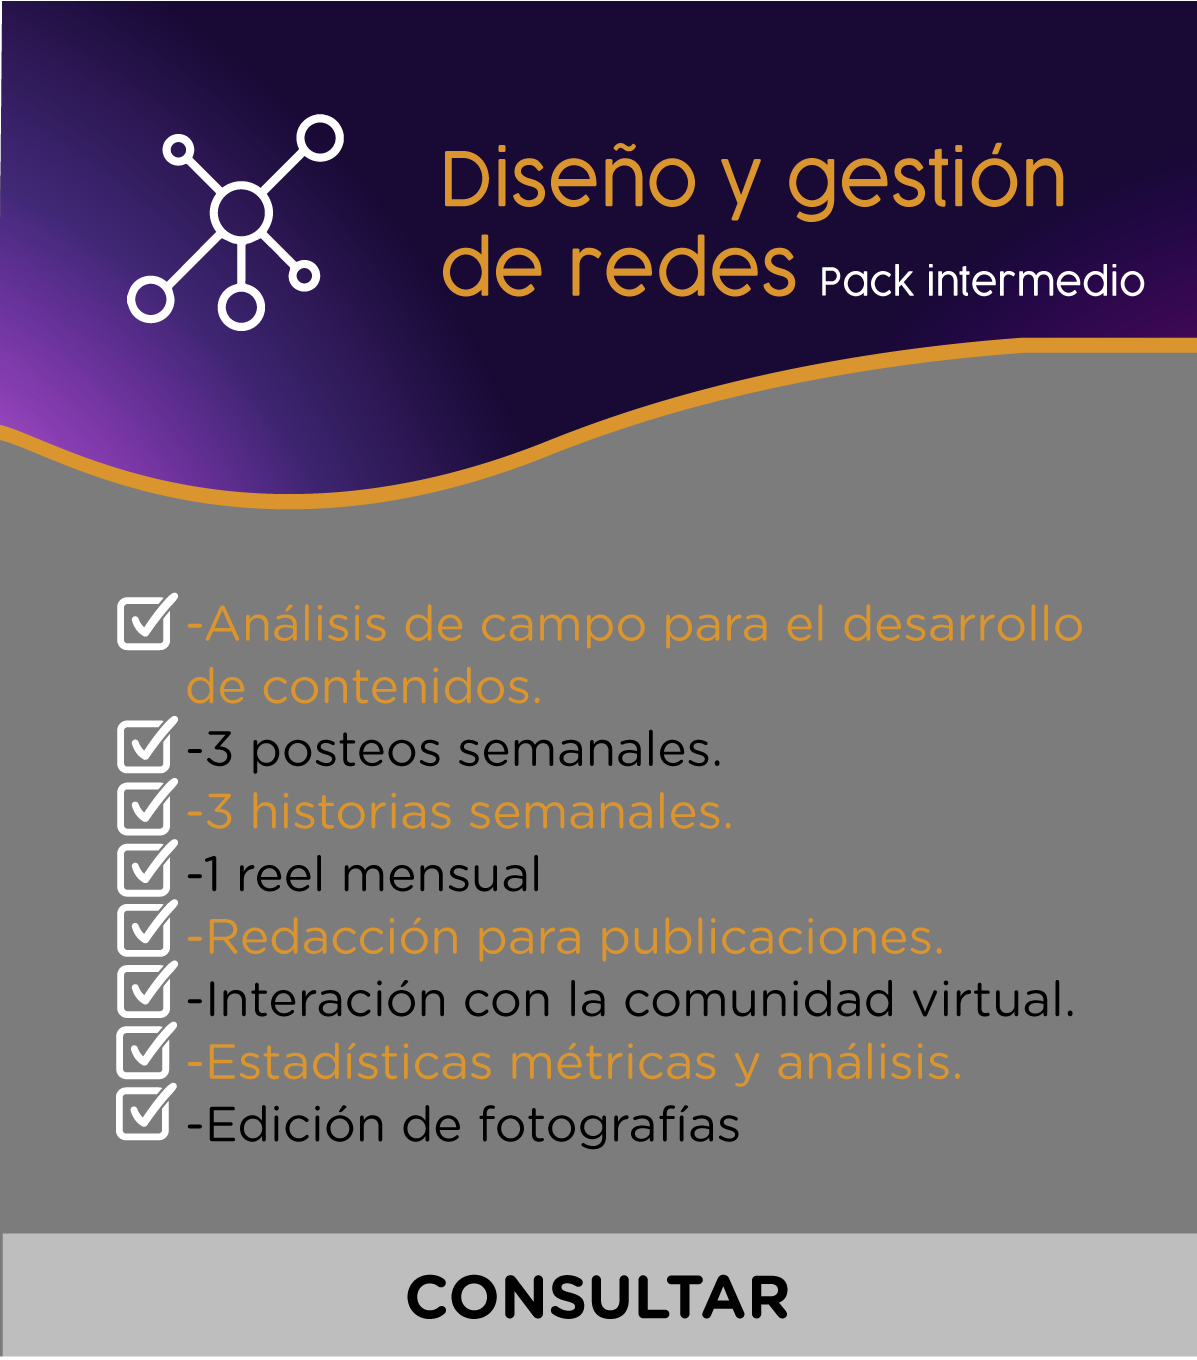 Diseño y gestión
de redes Pack intermedio
-Análisis de campo para el desarrollo
de contenidos.
-3 posteos semanales.
-3 historias semanales.
-1 reel mensual
-Redacción para publicaciones.
-Interación con la comunidad virtual.
-Estadísticas métricas y análisis.
-Edición de fotografías
CONSULTAR